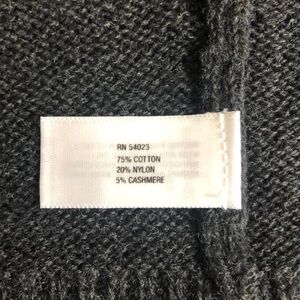 RN 54023
75% COTTON
20% NYLON
5% CASHMERE